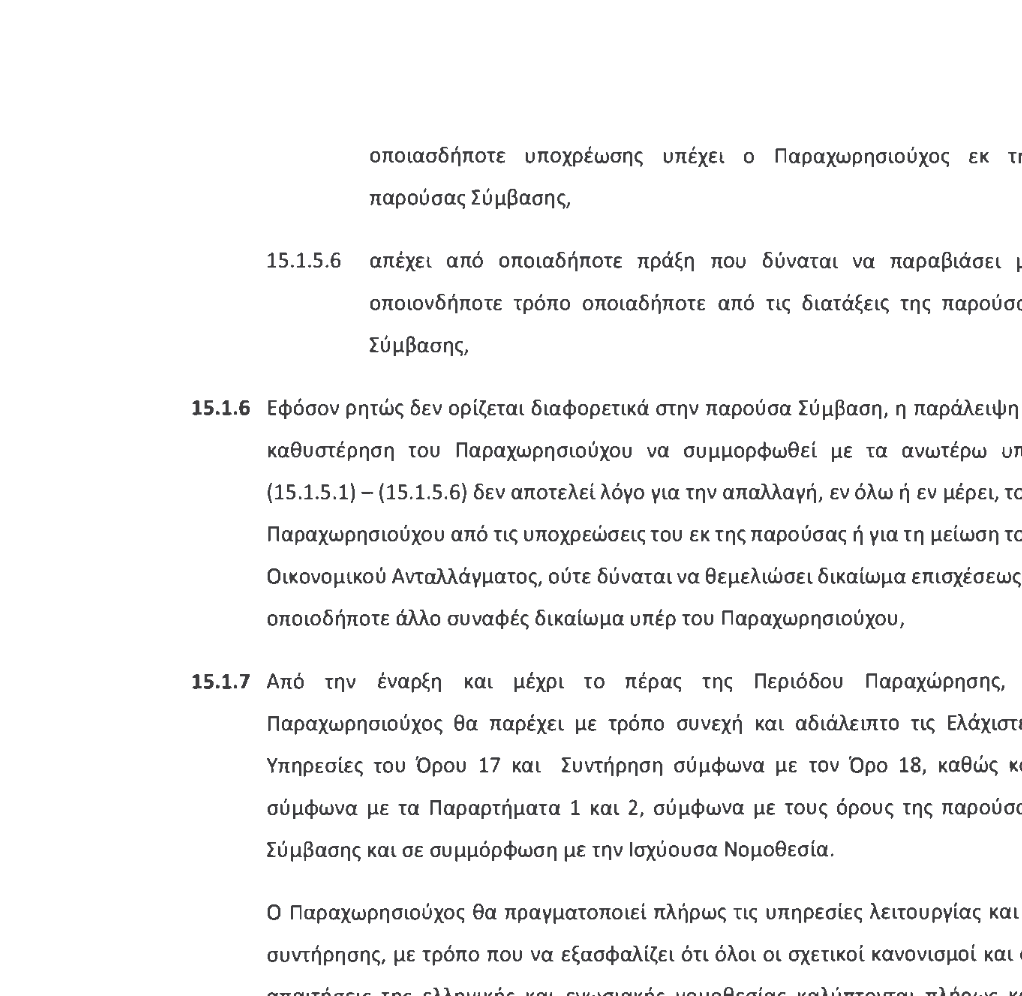 οποιασδήποτε υποχρέωσης υπέχει ο Παραχωρησιούχος εκ
παρούσας Σύμβασης,
15.1.5.6 απέχει από οποιαδήποτε πράξη που δύναται να παραβιάσει
οποιονδήποτε τρόπο οποιαδήποτε από τις διατάξεις της
Σύμβασης,
15.1.6 Εφόσον ρητώς δεν ορίζεται διαφορετικά στην παρούσα Σύμβαση, η παράλειψη
καθυστέρηση του Παραχωρησιούχου να συμμορφωθεί με τα ανωτέρω
(15.1.5.1) – (15.1.5.6) δεν αποτελεί λόγο για την απαλλαγή, εν όλω ή εν μέρει,
Παραχωρησιούχου από τις υποχρεώσεις του εκ της παρούσας ή για τη μείωση
Οικονομικού Ανταλλάγματος, ούτε δύναται να θεμελιώσει δικαίωμα επισχέσεως
οποιοδήποτε άλλο συναφές δικαίωμα υπέρ του Παραχωρησιούχου,
15.1.7 Από την έναρξη και μέχρι το πέρας της Περιόδου Παραχώρησης,
Παραχωρησιούχος θα παρέχει με τρόπο συνεχή και αδιάλειπτο τις
Υπηρεσίες του Όρου 17 και Συντήρηση σύμφωνα με τον Όρο 18, καθώς
σύμφωνα με τα Παραρτήματα 1 και 2, σύμφωνα με τους όρους της
Σύμβασης και σε συμμόρφωση με την Ισχύουσα Νομοθεσία.
Ο Παραχωρησιούχος θα πραγματοποιεί πλήρως τις υπηρεσίες λειτουργίας και
συντήρησης, με τρόπο που να εξασφαλίζει ότι όλοι οι σχετικοί κανονισμοί και
απαιτήσεις της ελληνικής και ενωσιακής νομοθεσίας καλύπτονται πλήρως